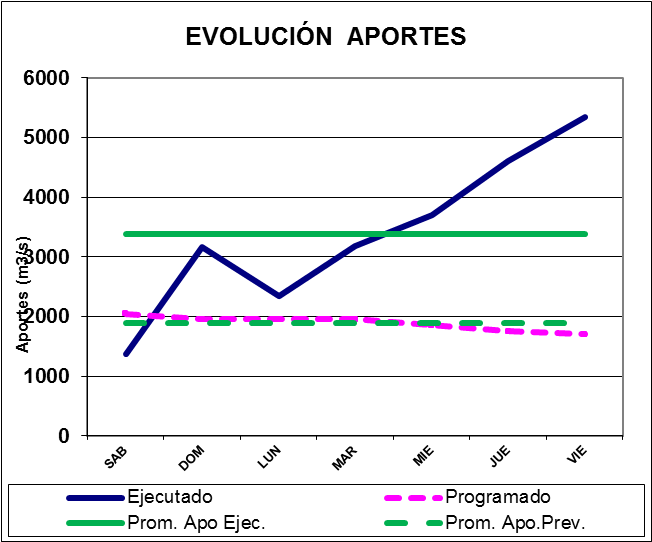 EVOLUCIÓN APORTES
Aportes (m3/s)
6000
5000
4000
3000
2000
1000
0
SAB DOM LUN MAR MIE JUE VIE
Ejecutado Programado
Prom. Apo Ejec. Prom. Apo.Prev.